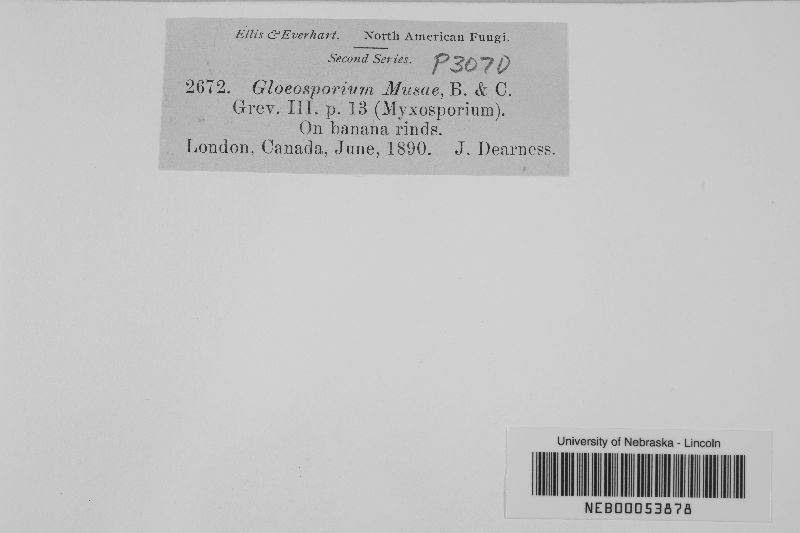 Ellis & Everhart. North American Fungi.
Second Series. P3070
2672. Gloeosporium Musae, B. & C.
Grev. III. p. 13 (Myxosporium).
On banana rinds.
London, Canada, June, 1890. J. Dearness.
University of Nebraska - Lincoln
NEB00053878